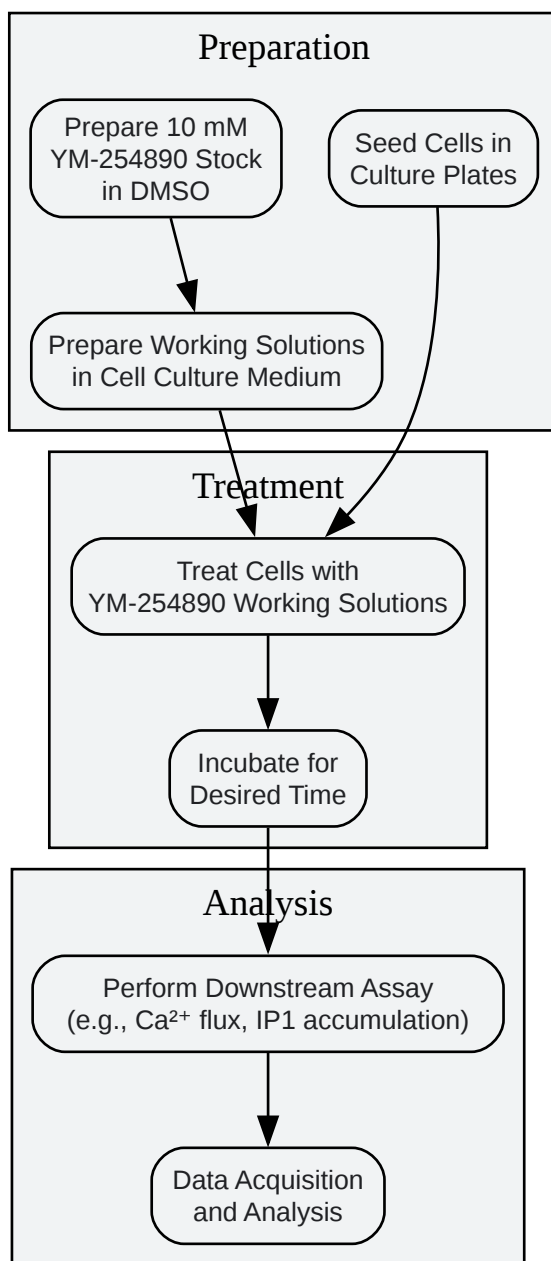 Preparation
Prepare 10 mM
YM-254890 Stock
in DMSO
Seed Cells in
Culture Plates
Prepare Working Solutions
in Cell Culture Medium
Treatment
Treat Cells with
YM-254890 Working Solutions
Incubate for
Desired Time
Analysis
Perform Downstream Assay
(e.g., Ca²⁺ flux, IP1 accumulation)
Data Acquisition
and Analysis